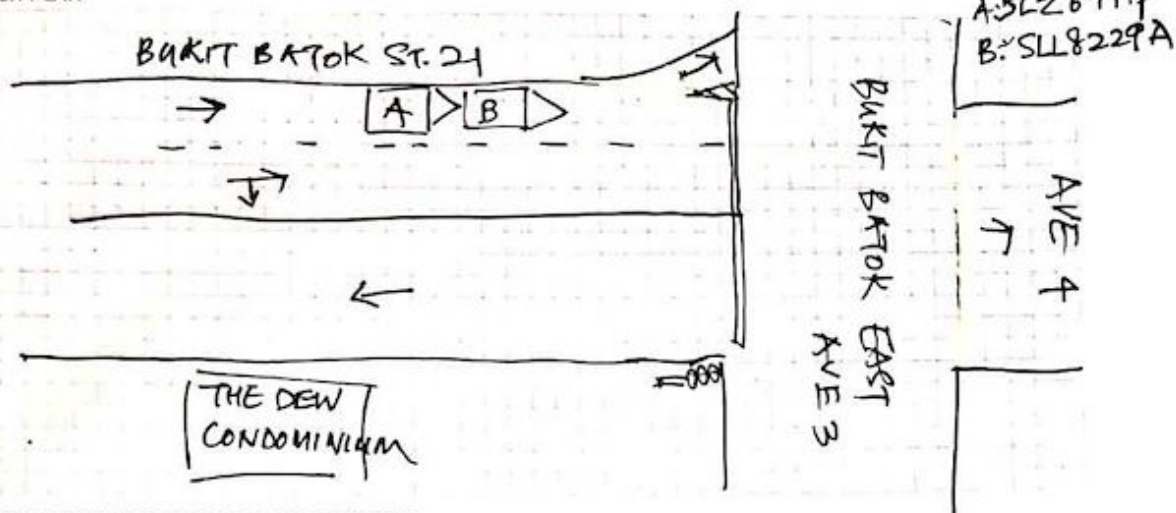 BUKIT BATOK ST. 21
B: SLL8229A
A
B
BUKIT BATOK EAST
AVE 3
AVE 4
THE DEW
CONDOMINIUM